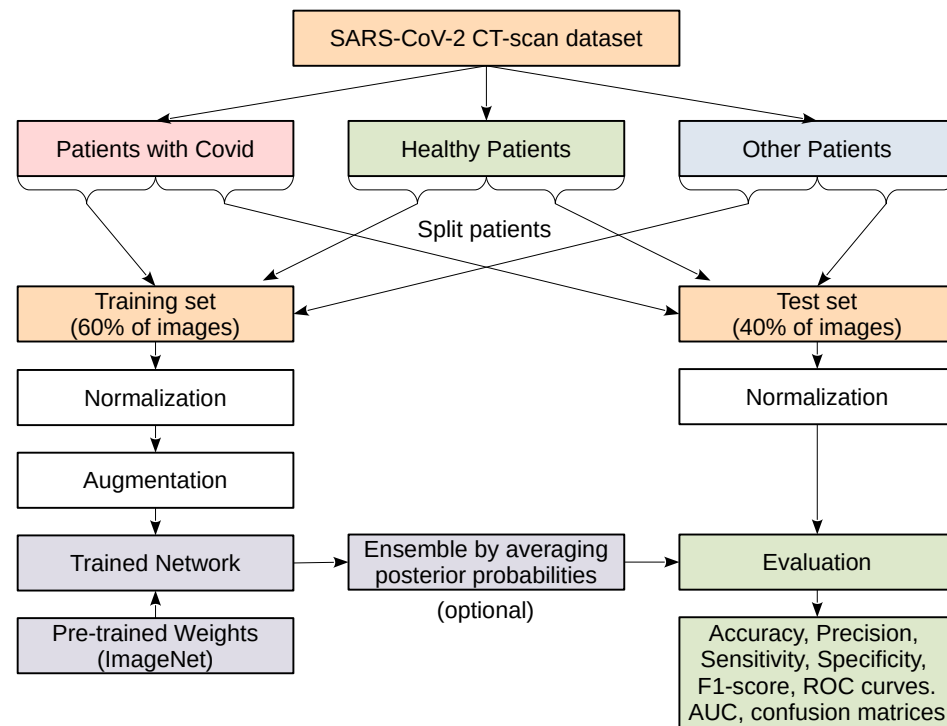 SARS-CoV-2 CT-scan dataset
Patients with Covid
Healthy Patients
Other Patients
Split patients
Training set
(60% of images)
Test set
(40% of images)
Normalization
Normalization
Augmentation
Trained Network
Ensemble by averaging
posterior probabilities
(optional)
Evaluation
Pre-trained Weights
(ImageNet)
Accuracy, Precision,
Sensitivity, Specificity,
F1-score, ROC curves.
AUC, confusion matrices